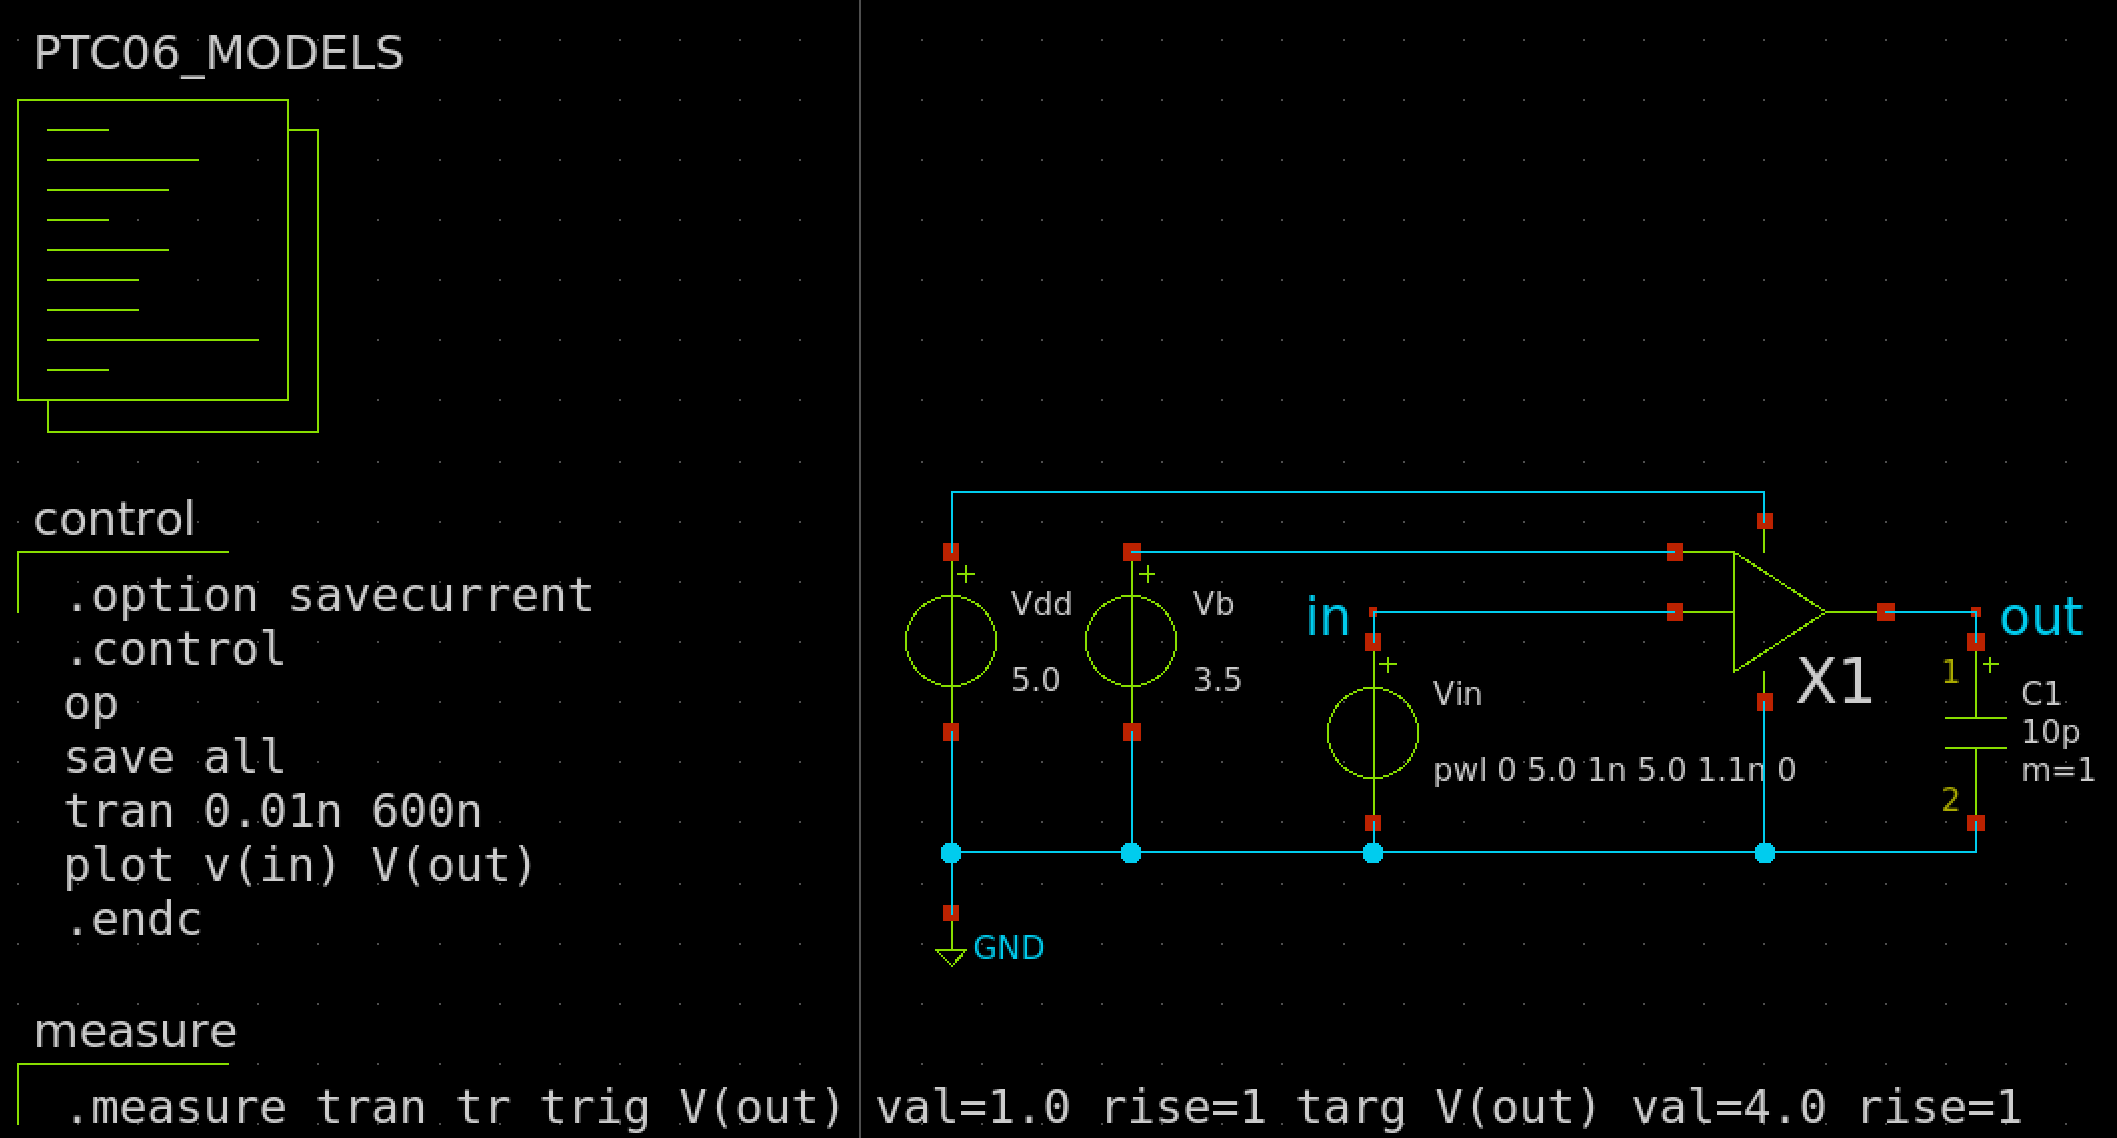 PTC06_MODELS
control
.option savecurrent
.control
op
save all
tran 0.01n 600n
plot v(in) V(out)
.endc
measure
.measure tran tr trig V(out) val=1.0 rise=1 targ V(out) val=4.0 rise=1
+
Vdd
5.0
+
Vb
3.5
in
+
Vin
pwl 0 5.0 1n 5.0 1.1n 0
X1
out
1
+
C1
10p
m=1
2
GND